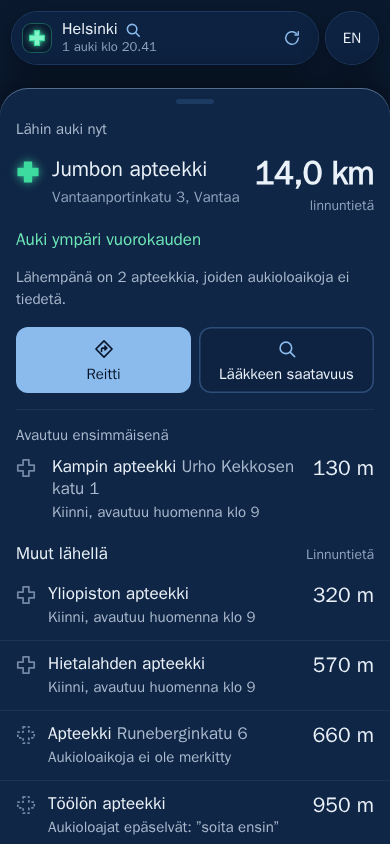 Helsinki
1 auki klo 20.41
EN
Lähin auki nyt
Jumbon apteekki
14,0 km
Vantaanportinkatu 3, Vantaa
linnuntietä
Auki ympäri vuorokauden
Lähempänä on 2 apteekkia, joiden aukioloaikoja ei
tiedetä.
Reitti
Lääkkeen saatavuus
Avautuu ensimmäisenä
Kampin apteekki Urho Kekkosen
katu 1
130 m
Kiinni, avautuu huomenna klo 9
Muut lähellä
Linnuntietä
Yliopiston apteekki
320 m
Kiinni, avautuu huomenna klo 9
Hietalahden apteekki
570 m
Kiinni, avautuu huomenna klo 9
Apteekki Runeberginkatu 6
660 m
Aukioloaikoja ei ole merkitty
Töölön apteekki
950 m
Aukioloajat epäselvät: ”soita ensin”